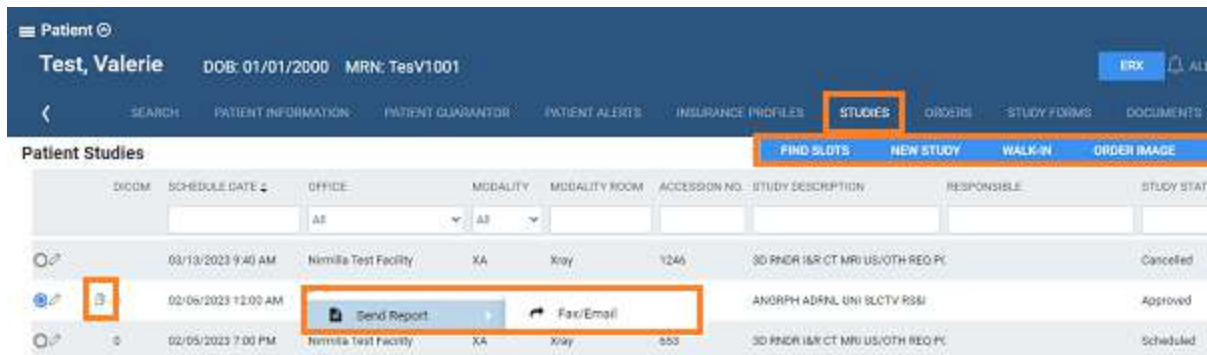 Patient
Test, Valerie DOB: 01/01/2000 MRN: TesV1001 ERX
SEARCH PATIENT INFORMATION PATIENT GUARANTOR PATIENT ALERTS INSURANCE PROFILES STUDIES ORDERS STUDY FORMS DOCUMENTS
Patient Studies FIND SLOTS NEW STUDY WALK-IN ORDER IMAGE
DICOM SCHEDULE DATE OFFICE MODALITY MODALITY ROOM ACCESSION NO. STUDY DESCRIPTION RESPONSIBLE STUDY STAT
All All
03/13/2023 9:40 AM Nirmilla Test Facility XA Xray 1246 3D RNDR I&R CT MRI US/OTH REQ P( Cancelled
02/06/2023 12:00 AM ANGRPH ADRNL UNI SLCTV RS&I Approved
Send Report Fax/Email
0 02/05/2023 7:00 PM Nirmilla Test Facility XA Xray 653 3D RNDR I&R CT MRI US/OTH REQ P( Scheduled